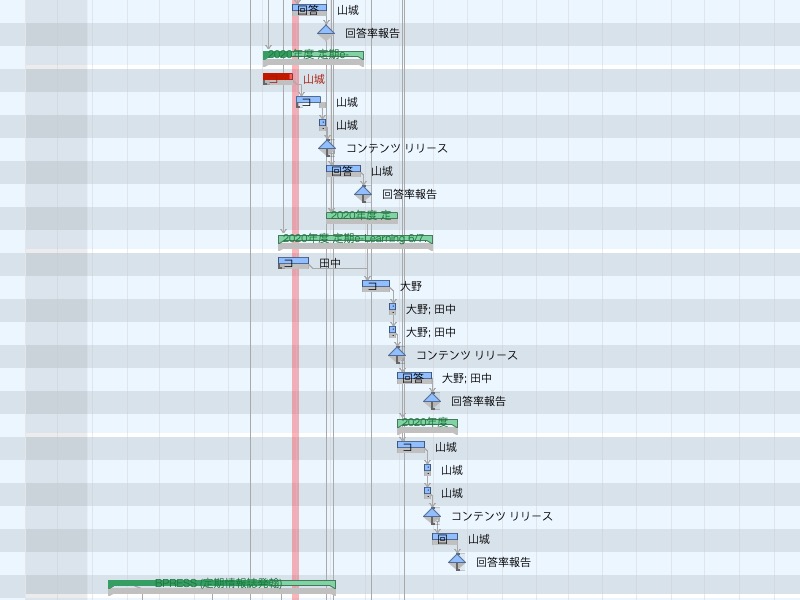 回答 山城
回答率報告
2020年度 定期e-
コ 山城
コ 山城
山城
コンテンツ リリース
回答 山城
回答率報告
2020年度 定
2020年度 定期e-Learning 6/7
コ 田中
コ 大野
大野; 田中
大野; 田中
コンテンツ リリース
回答 大野; 田中
回答率報告
2020年度
コ 山城
山城
山城
コンテンツ リリース
回 山城
回答率報告
BPRESS (定期情報誌発鞠)